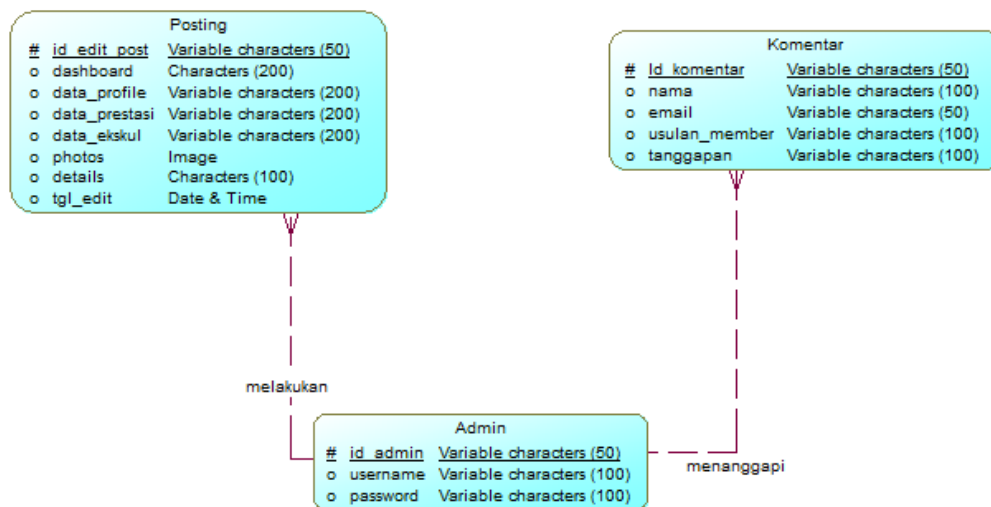 Posting
# id_edit_post Variable characters (50)
o dashboard Characters (200)
o data_profile Variable characters (200)
o data_prestasi Variable characters (200)
o data_ekskul Variable characters (200)
o photos Image
o details Characters (100)
o tgl_edit Date & Time
Komentar
# Id_komentar Variable characters (50)
o nama Variable characters (100)
o email Variable characters (50)
o usulan_member Variable characters (100)
o tanggapan Variable characters (100)
melakukan
menanggapi
Admin
# id_admin Variable characters (50)
o username Variable characters (100)
o password Variable characters (100)